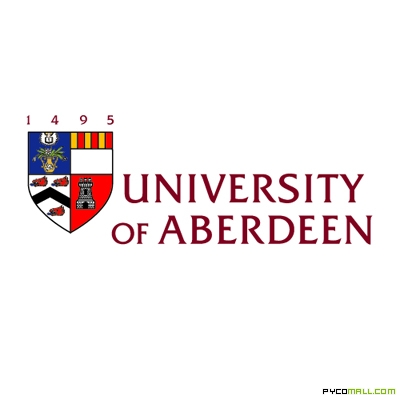 1 4 9 5
UNIVERSITY
OF ABERDEEN
PYCOMALL.COM